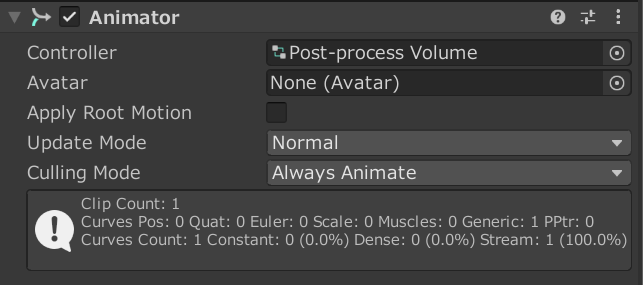 Animator
Controller Post-process Volume
Avatar None (Avatar)
Apply Root Motion
Update Mode Normal
Culling Mode Always Animate
Clip Count: 1
Curves Pos: 0 Quat: 0 Euler: 0 Scale: 0 Muscles: 0 Generic: 1 PPtr: 0
Curves Count: 1 Constant: 0 (0.0%) Dense: 0 (0.0%) Stream: 1 (100.0%)